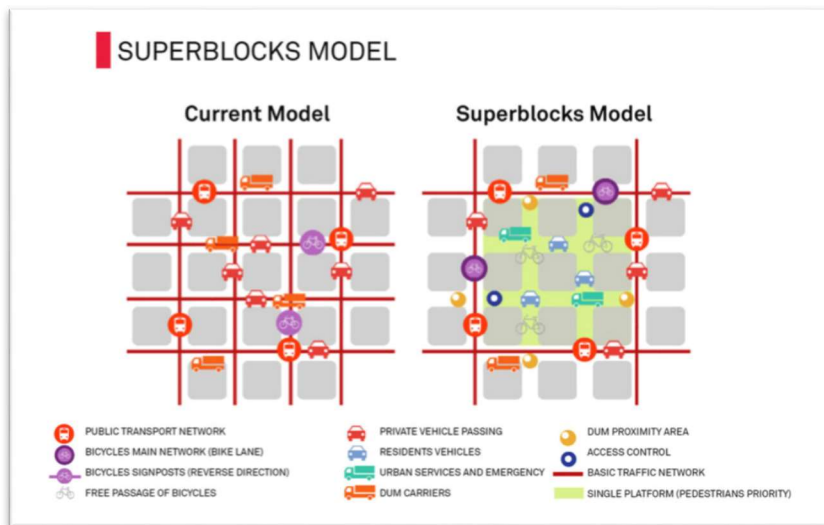 SUPERBLOCKS MODEL
Current Model
Superblocks Model
PUBLIC TRANSPORT NETWORK
BICYCLES MAIN NETWORK (BIKE LANE)
BICYCLES SIGNPOSTS (REVERSE DIRECTION)
FREE PASSAGE OF BICYCLES
PRIVATE VEHICLE PASSING
RESIDENTS VEHICLES
URBAN SERVICES AND EMERGENCY
DUM CARRIERS
DUM PROXIMITY AREA
ACCESS CONTROL
BASIC TRAFFIC NETWORK
SINGLE PLATFORM (PEDESTRIANS PRIORITY)